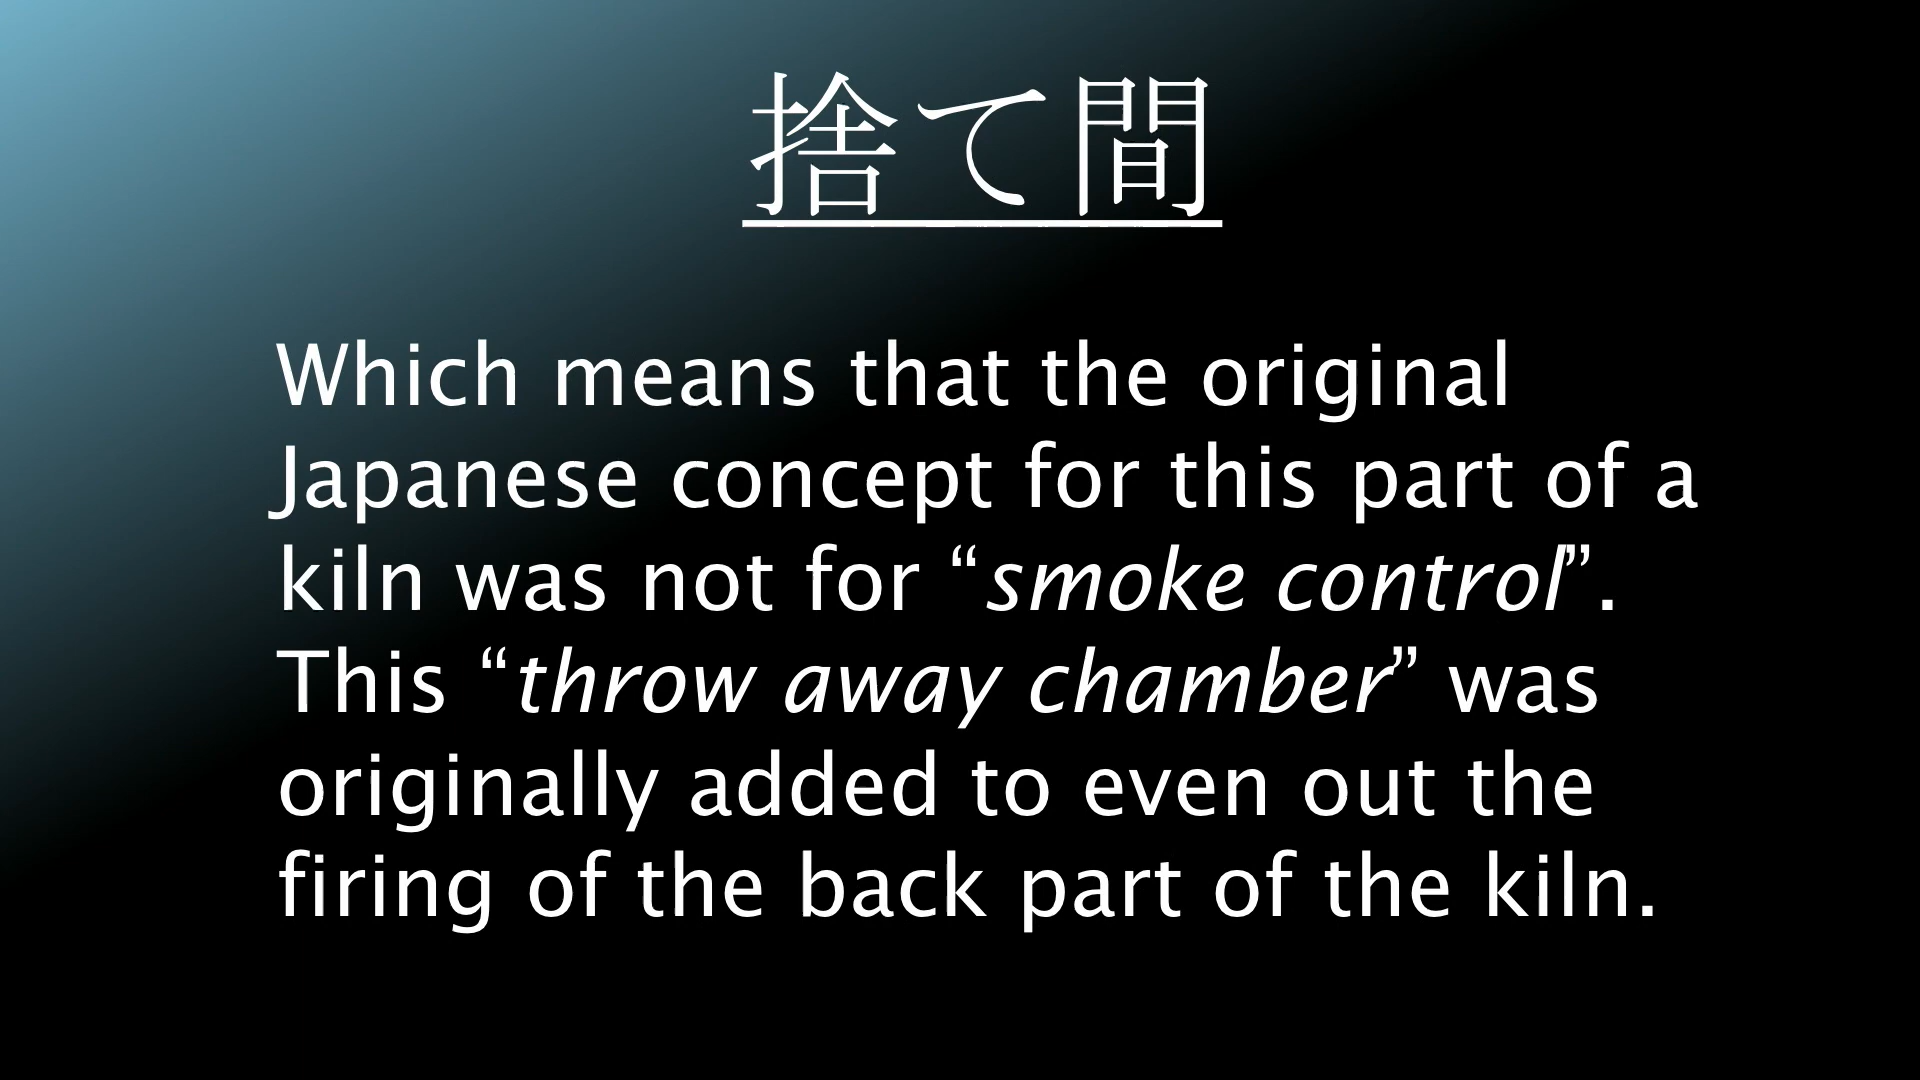 捨て間
Which means that the original
Japanese concept for this part of a
kiln was not for “smoke control”.
This “throw away chamber” was
originally added to even out the
firing of the back part of the kiln.